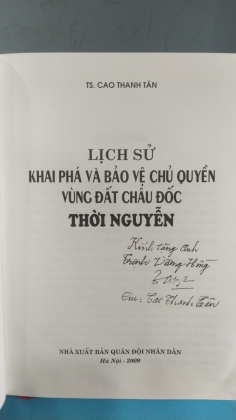 TS. CAO THANH TÂN
LỊCH SỬ
KHAI PHÁ VÀ BẢO VỆ CHỦ QUYỀN
VÙNG ĐẤT CHÂU ĐỐC
THỜI NGUYỄN
Kính tặng anh
Trịnh Vương Hồng
Em: Cao Thanh Tân
NHÀ XUẤT BẢN QUÂN ĐỘI NHÂN DÂN
Hà Nội - 2009